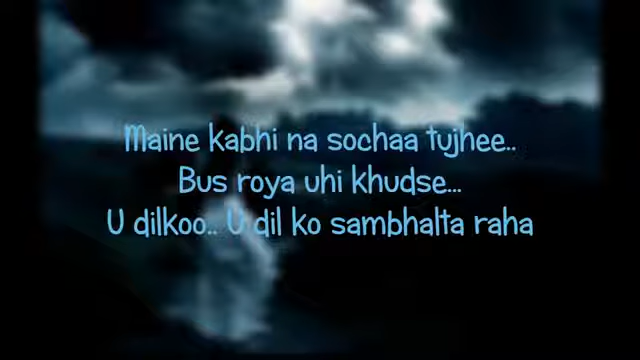 Maine kabhi na sochaa tujhee..
Bus roya uhi khudse...
U dilkoo.. U dil ko sambhalta raha